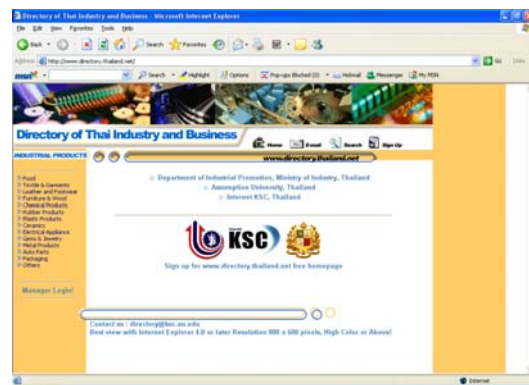 Directory of Thai Industry and Business - Microsoft Internet Explorer
File Edit View Favorites Tools Help
Back Search Favorites
Address http://www.directory.thailand.net/ Go Links
msn Search Highlight Options Pop-ups Blocked (0) Hotmail Messenger My MSN
Directory of Thai Industry and Business
Home E-mail Search Sign Up
INDUSTRIAL PRODUCTS
www.directory.thailand.net
Food
Textile & Garments
Leather and Footwear
Furniture & Wood
Chemical Products
Rubber Products
Plastic Products
Ceramics
Electrical Appliance
Gems & Jewelry
Metal Products
Auto Parts
Packaging
Others
Manager Login!
Department of Industrial Promotion, Ministry of Industry, Thailand
Assumption University, Thailand
Internet KSC, Thailand
KSC
Sign up for www.directory.thailand.net free homepage
Contact us : directory@ksc.au.edu
Best view with Internet Explorer 4.0 or later Resolution 800 x 600 pixels, High Color or Above!
Internet